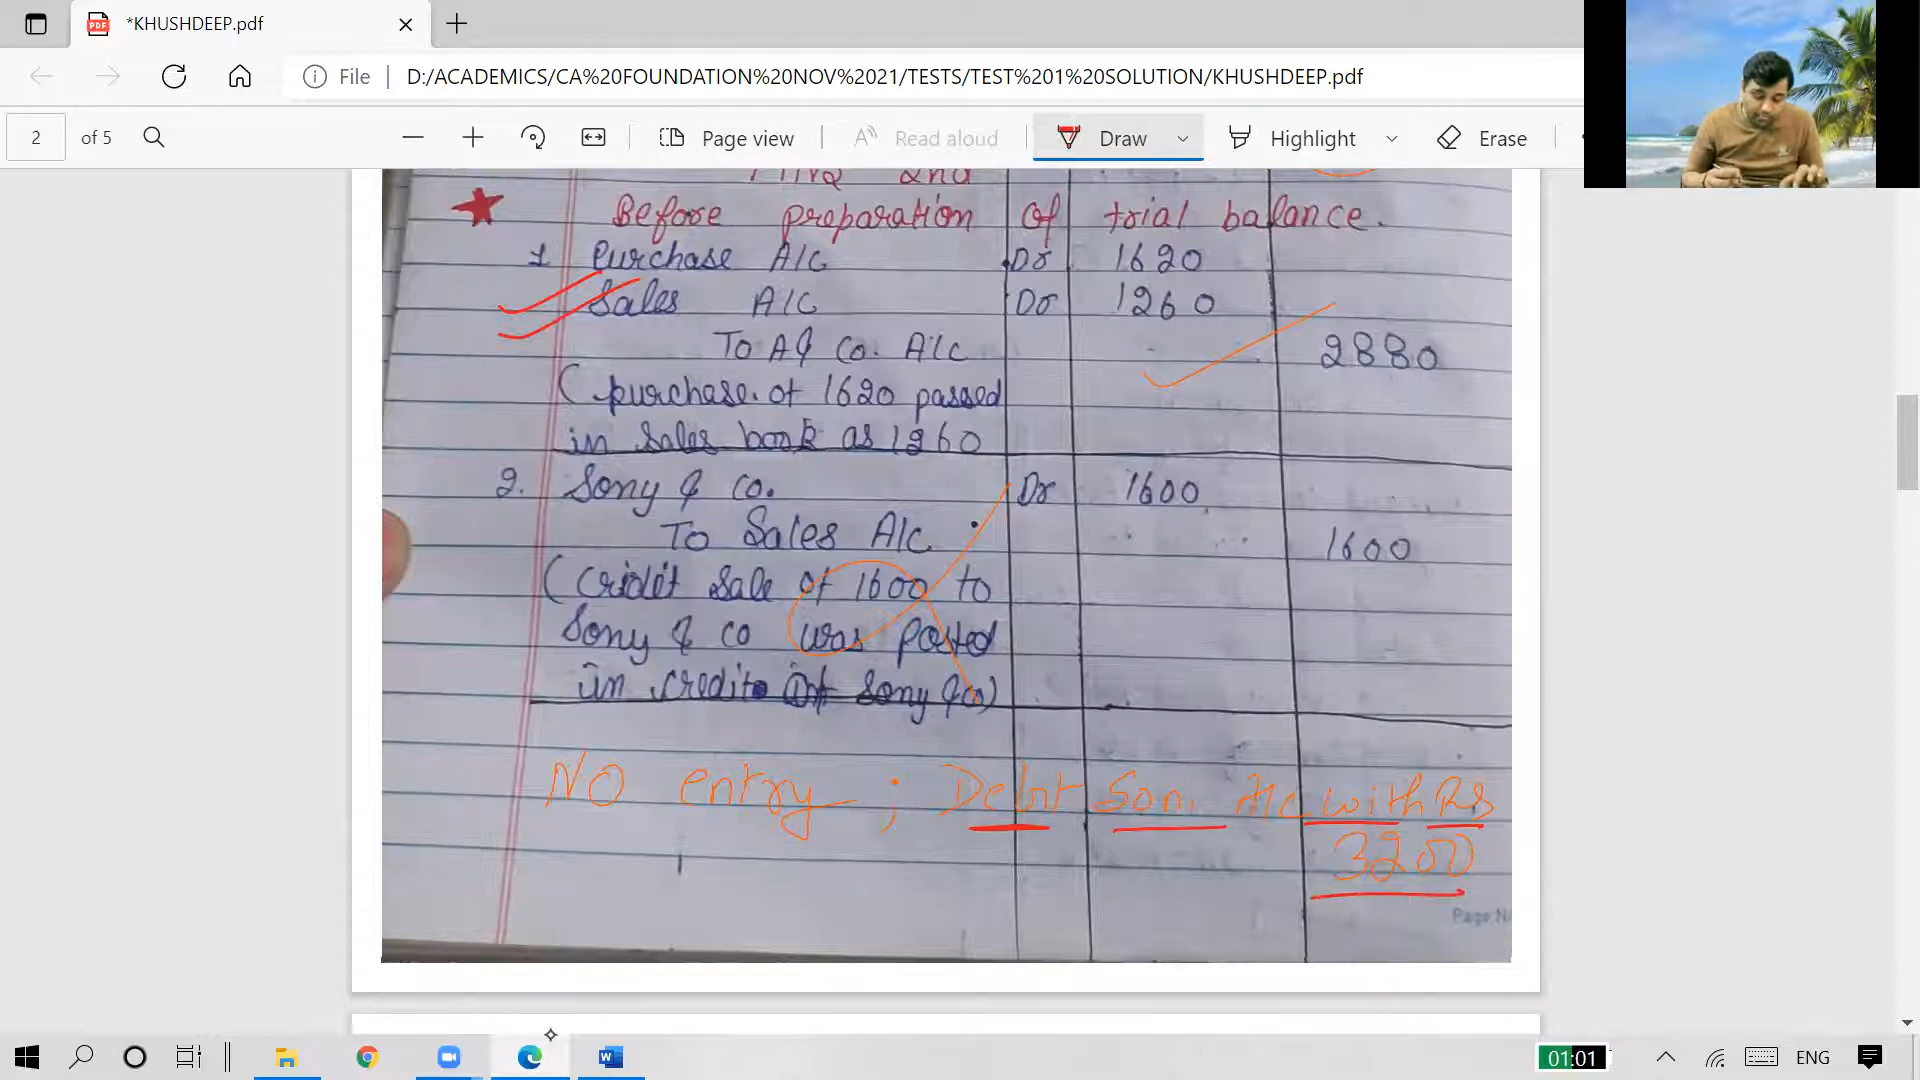 *KHUSHDEEP.pdf
File D:/ACADEMICS/CA%20FOUNDATION%20NOV%2021/TESTS/TEST%201%20SOLUTION/KHUSHDEEP.pdf
2 of 5 Page view Read aloud Draw Highlight Erase
Before preparation of trial balance.
1 Purchase A/C Dr 1620
Sales A/C Dr 1260
To A & Co. A/C 2880
(purchase of 1620 passed
in sales book as 1260
2. Sony & Co. Dr 1600
To Sales A/C 1600
(Cridit Sale of 1600 to
Sony & Co was posted
in credit of Sony & co)
NO entry ; Debit Son. A/C with RS
3200
Page No
01:01 ENG